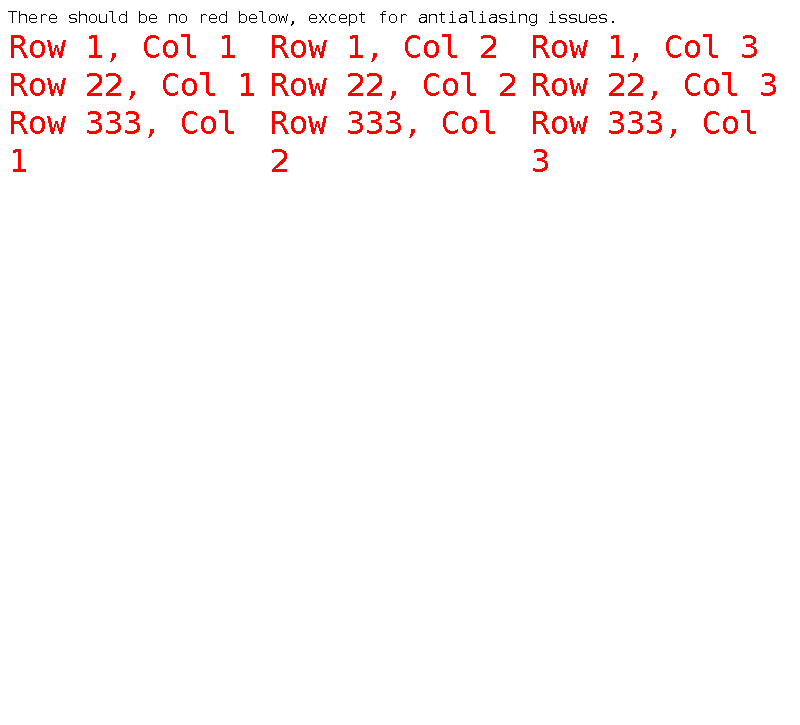 There should be no red below, except for antialiasing issues.
Row 1, Col 1 Row 1, Col 2 Row 1, Col 3
Row 22, Col 1 Row 22, Col 2 Row 22, Col 3
Row 333, Col Row 333, Col Row 333, Col
1 2 3